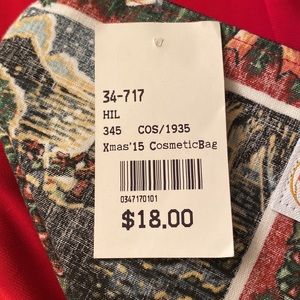 34-717
HIL
345 COS/1935
Xmas'15 CosmeticBag
0347170101
$18.00